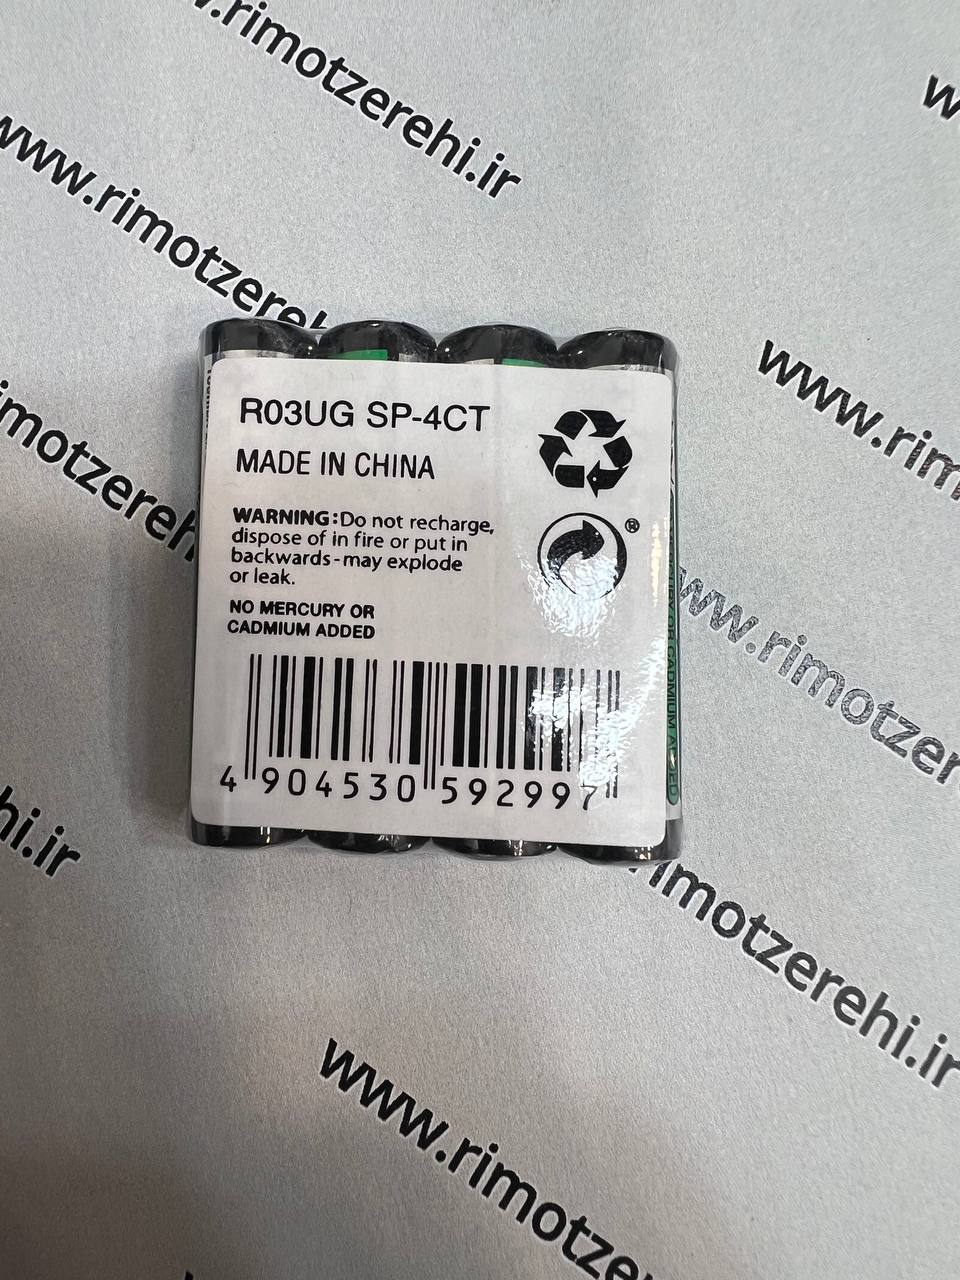 www.rimotzerehi.ir
www.rimotzerehi.ir
www.rim
R03UG SP-4CT
MADE IN CHINA
WARNING:Do not recharge,
dispose of in fire or put in
backwards-may explode
or leak.
NO MERCURY OR
CADMIUM ADDED
®
4 904530 592997
www.rimotzerehi.ir
www.rimotzerehi.ir